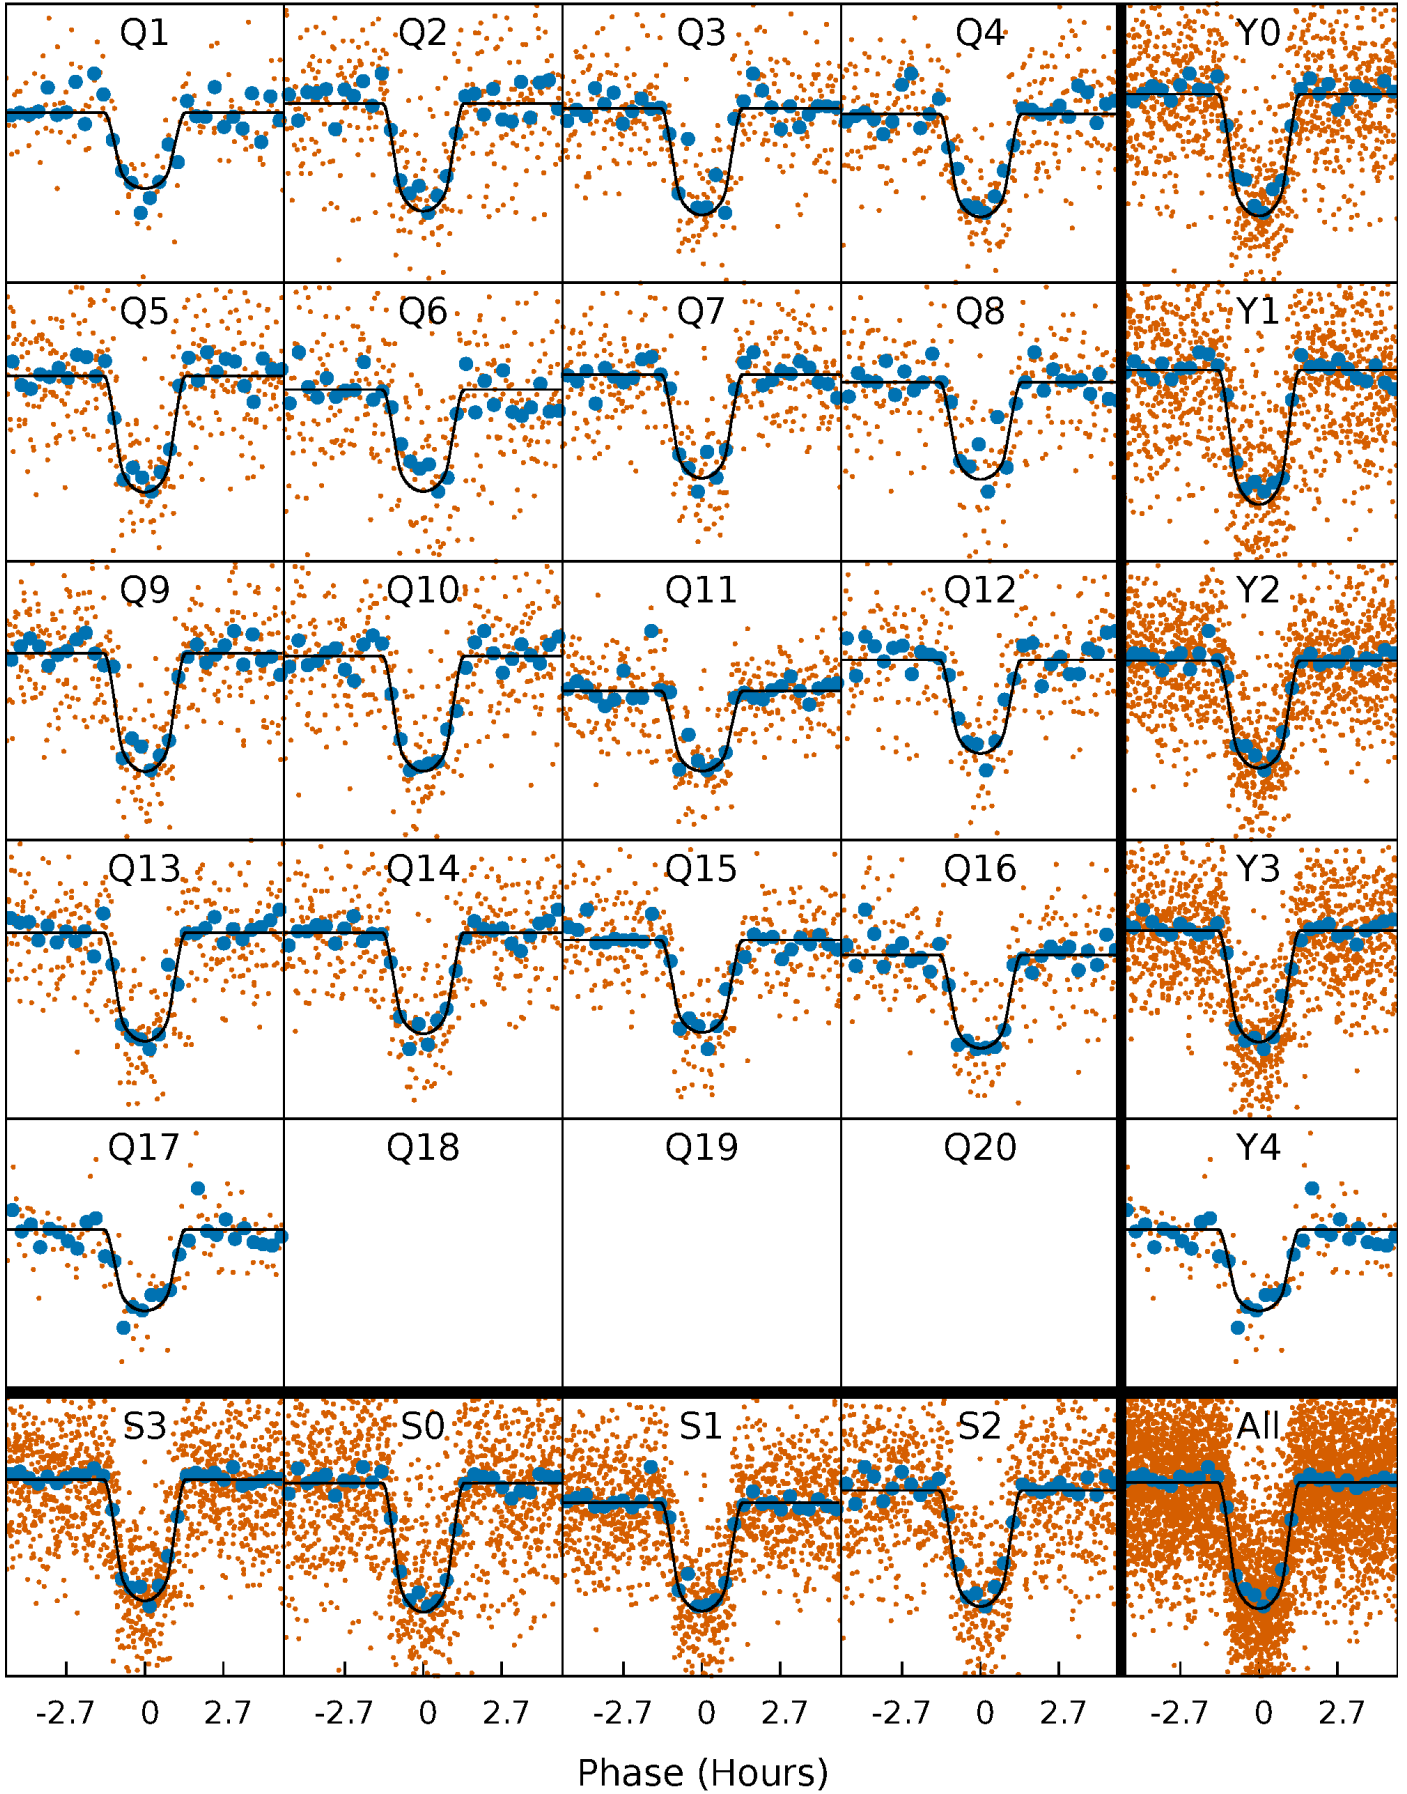 Q1 Q2 Q3 Q4 Y0
Q5 Q6 Q7 Q8 Y1
Q9 Q10 Q11 Q12 Y2
Q13 Q14 Q15 Q16 Y3
Q17 Q18 Q19 Q20 Y4
S3 S0 S1 S2 All
-2.7 0 2.7 -2.7 0 2.7 -2.7 0 2.7 -2.7 0 2.7 -2.7 0 2.7
Phase (Hours)